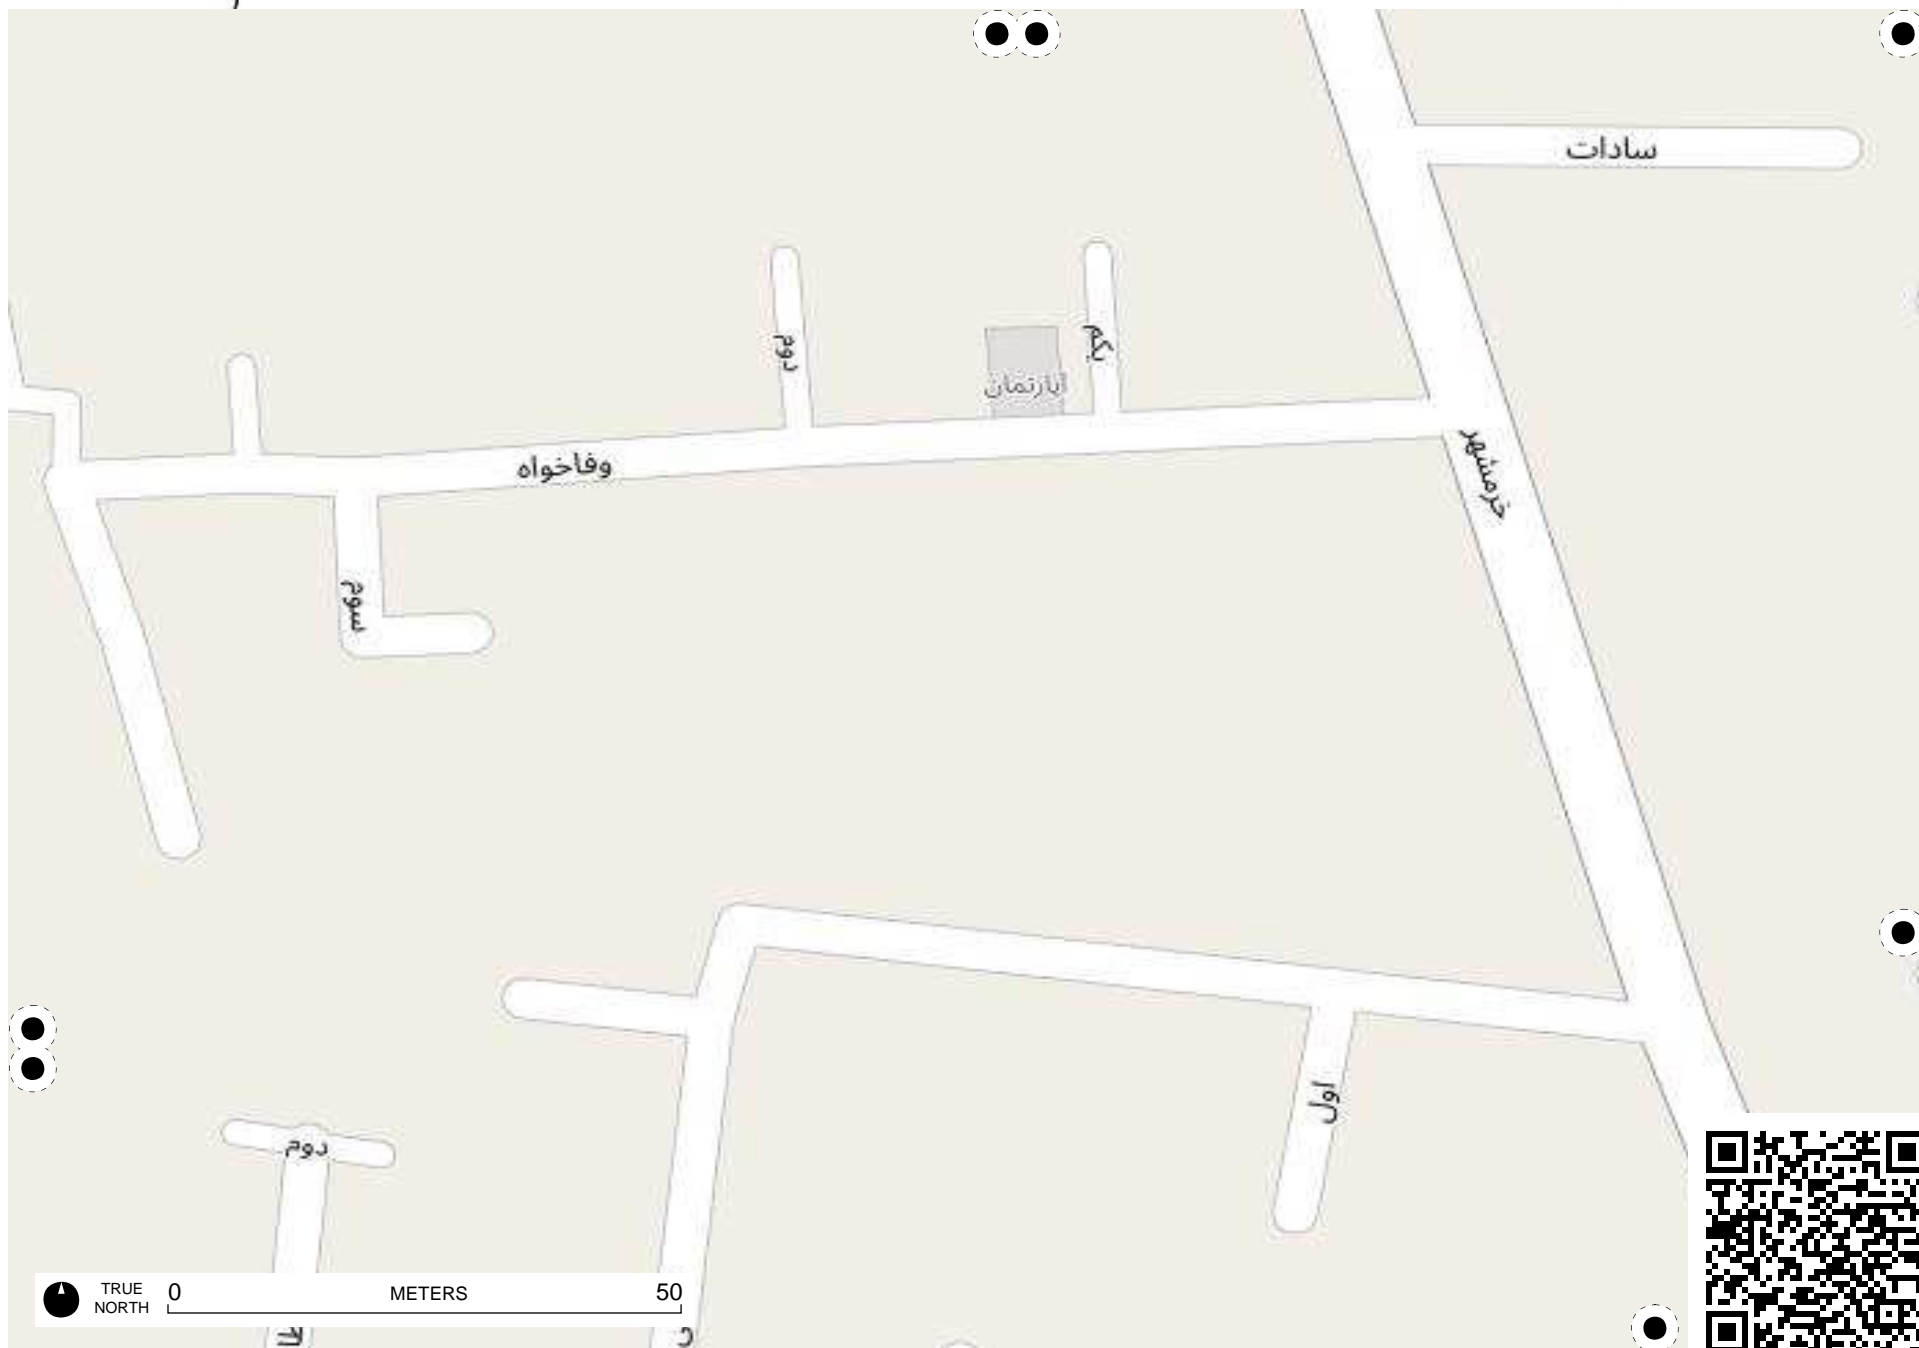 سادات
یکم
دوم
آپارتمان
خرمشهر
وفاخواه
سوم
اول
دوم
TRUE NORTH
0 METERS 50